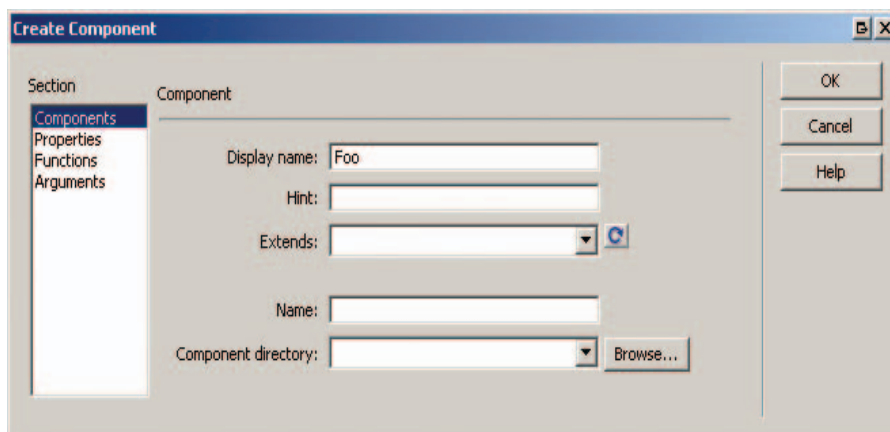 Create Component
Section
Components
Properties
Functions
Arguments
Component
Display name: Foo
Hint:
Extends:
Name:
Component directory:
Browse...
OK
Cancel
Help